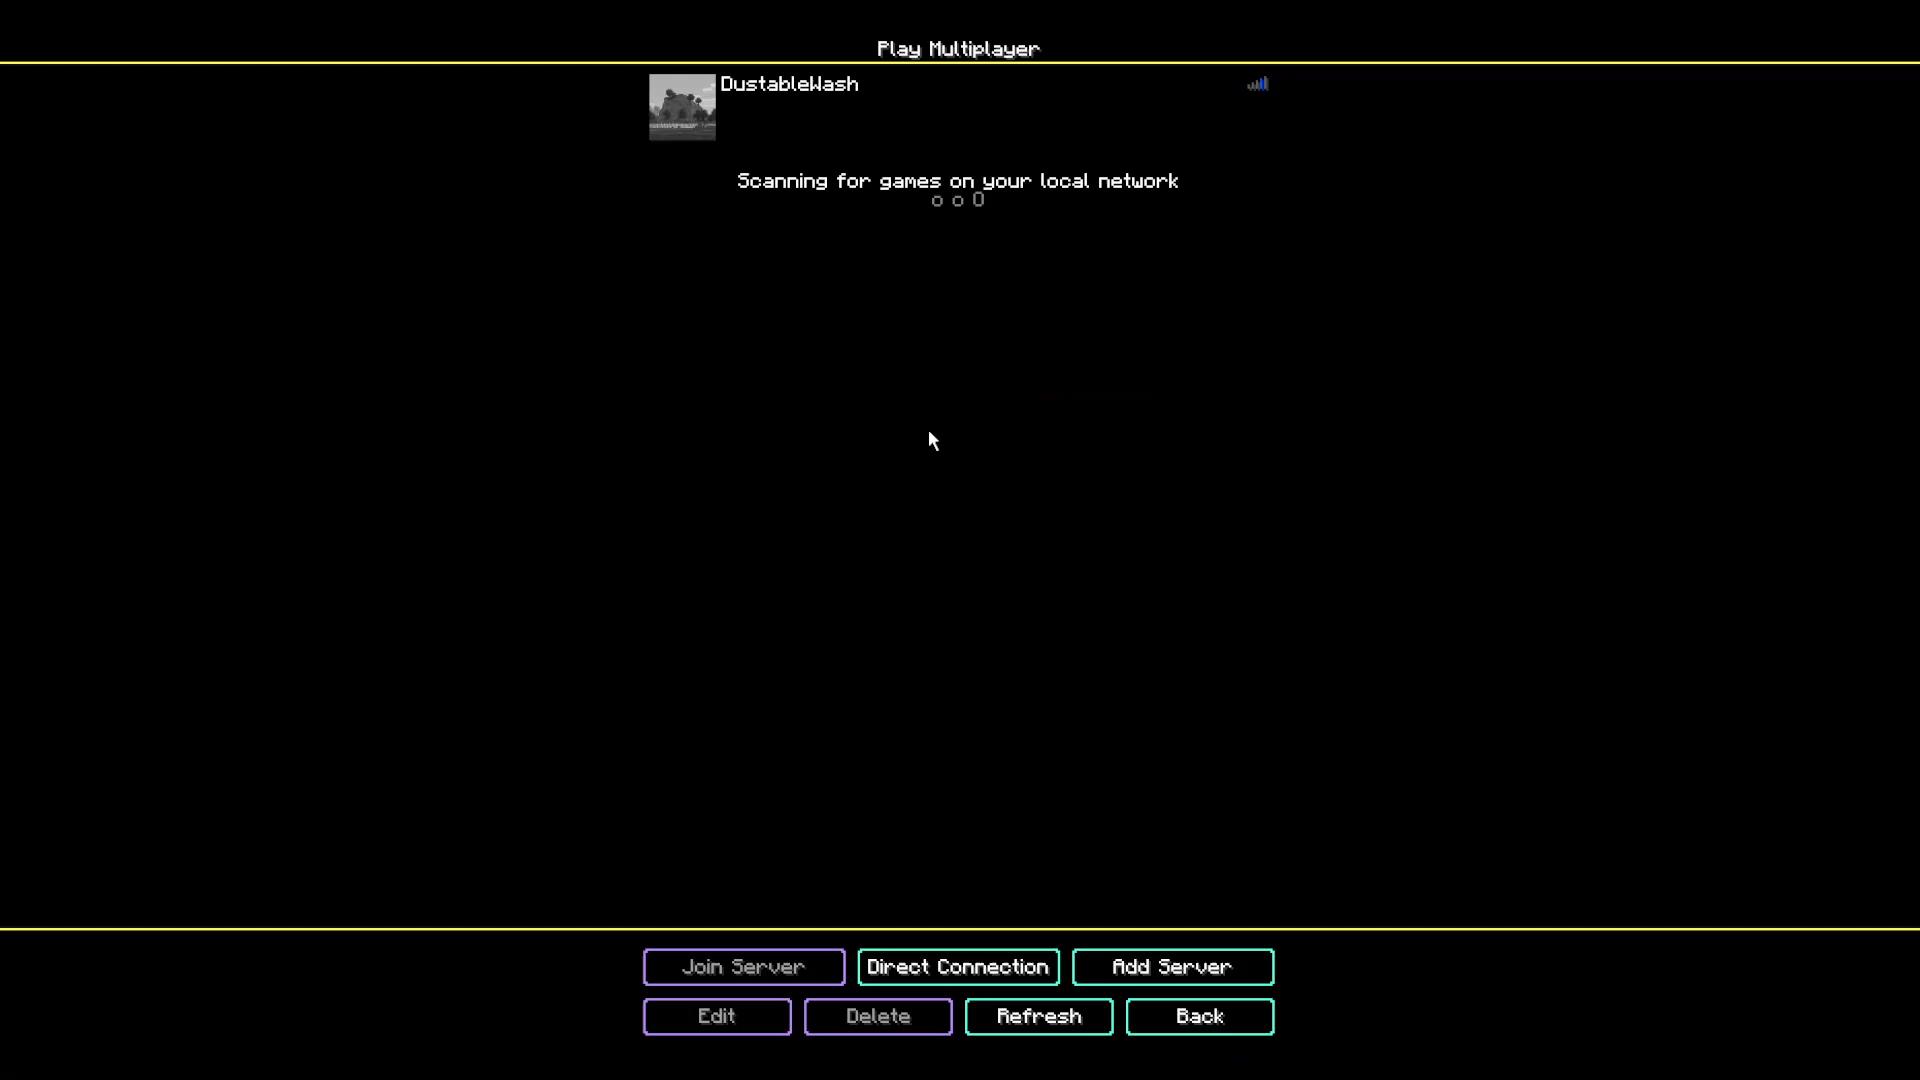 Play Multiplayer
DustableWash
Scanning for games on your local network
o o O
Join Server
Direct Connection
Add Server
Edit
Delete
Refresh
Back